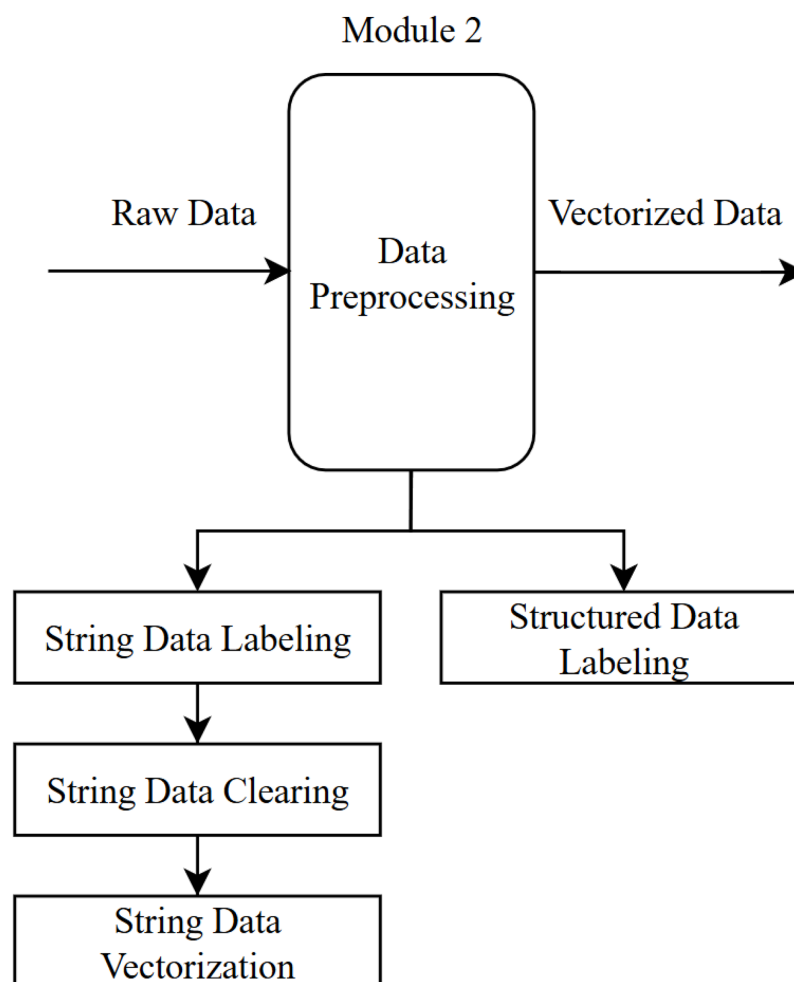 Module 2
Raw Data
Vectorized Data
Data
Preprocessing
String Data Labeling
Structured Data
Labeling
String Data Clearing
String Data
Vectorization